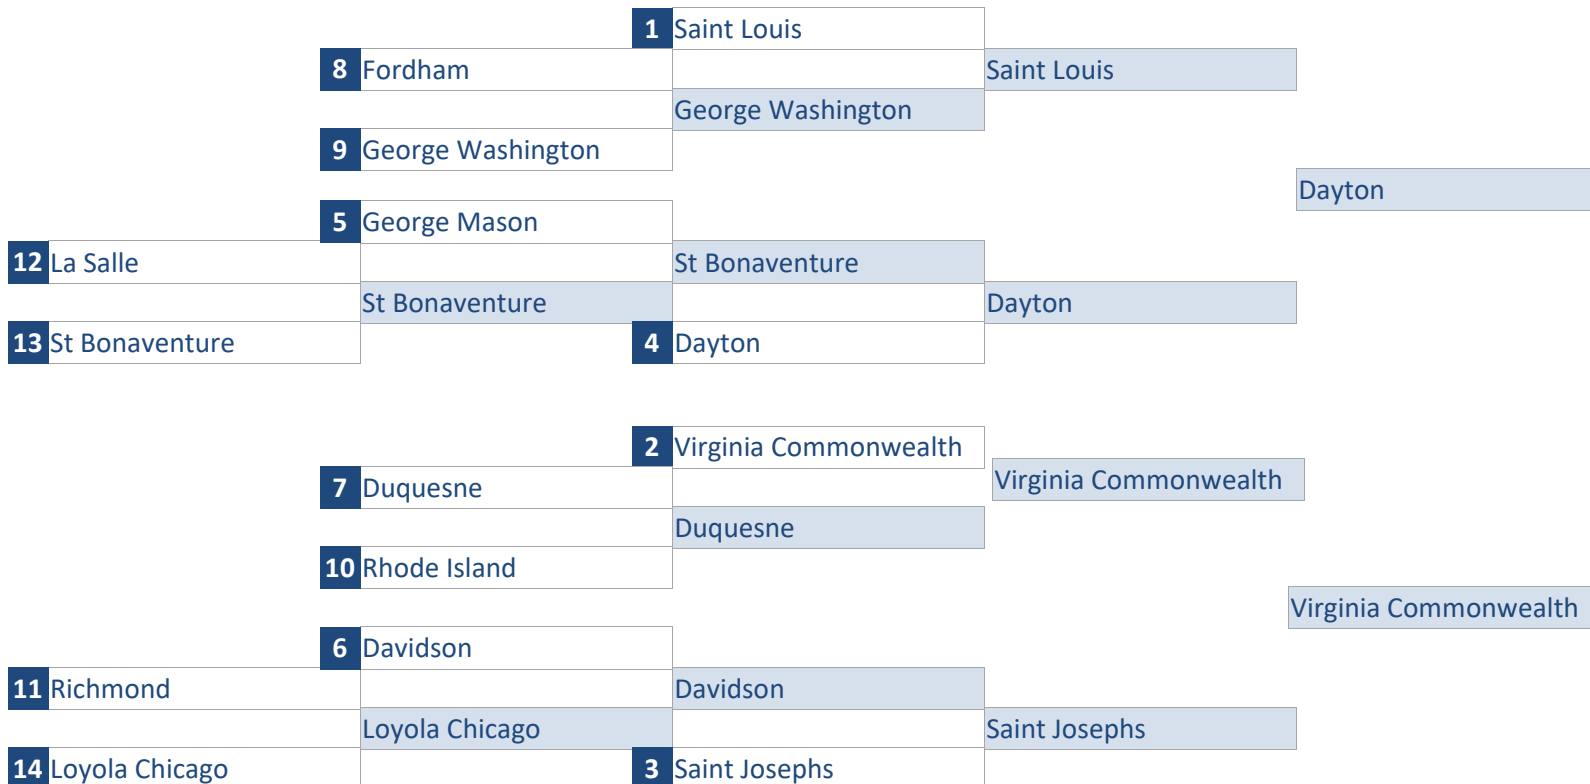 1 Saint Louis
8 Fordham
Saint Louis
George Washington
9 George Washington
Dayton
5 George Mason
12 La Salle
St Bonaventure
St Bonaventure
Dayton
13 St Bonaventure
4 Dayton
2 Virginia Commonwealth
7 Duquesne
Virginia Commonwealth
Duquesne
10 Rhode Island
Virginia Commonwealth
6 Davidson
11 Richmond
Davidson
Loyola Chicago
Saint Josephs
14 Loyola Chicago
3 Saint Josephs